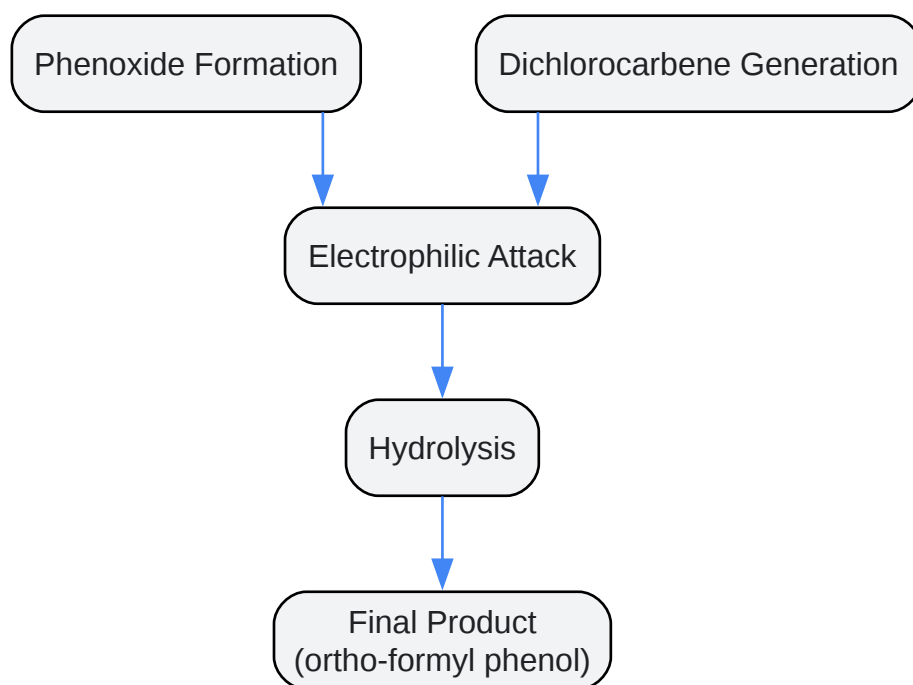 Phenoxide Formation
Dichlorocarbene Generation
Electrophilic Attack
Hydrolysis
Final Product
(ortho-formyl phenol)